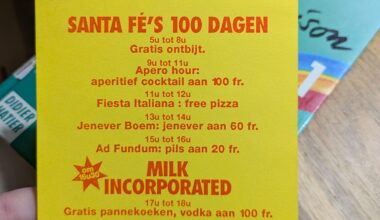 SANTA FÉ'S 100 DAGEN
5u tot 8u
Gratis ontbijt.
9u tot 11u
Apero hour:
aperitief cocktail aan 100 fr.
11u tot 12u
Fiesta Italiana : free pizza
13u tot 14u
Jenever Boem: jenever aan 60 fr.
15u tot 16u
Ad Fundum: pils aan 20 fr.
MILK
INCORPORATED
17u tot 18u
Gratis pannekoeken, vodka aan 100 fr.
DIDIER